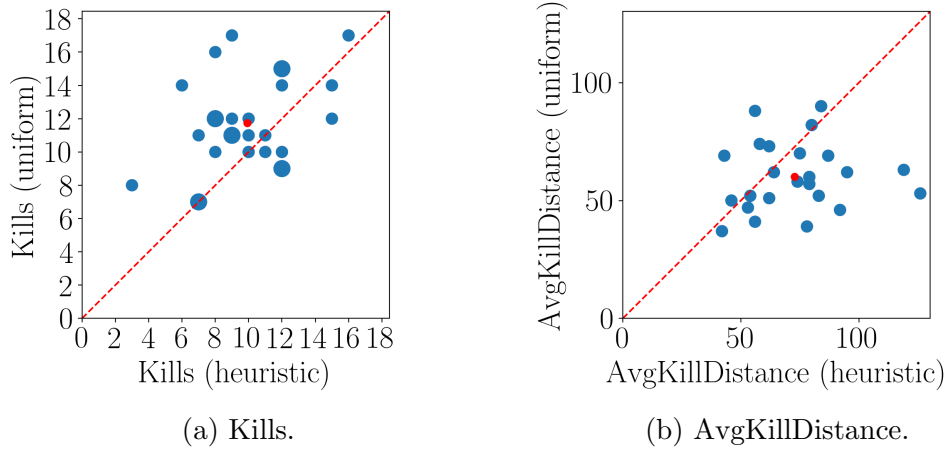 18
16
14
12
10
8
6
4
2
0
Kills (uniform)
0 2 4 6 8 10 12 14 16 18
Kills (heuristic)
(a) Kills.
100
50
0
AvgKillDistance (uniform)
0 50 100
AvgKillDistance (heuristic)
(b) AvgKillDistance.